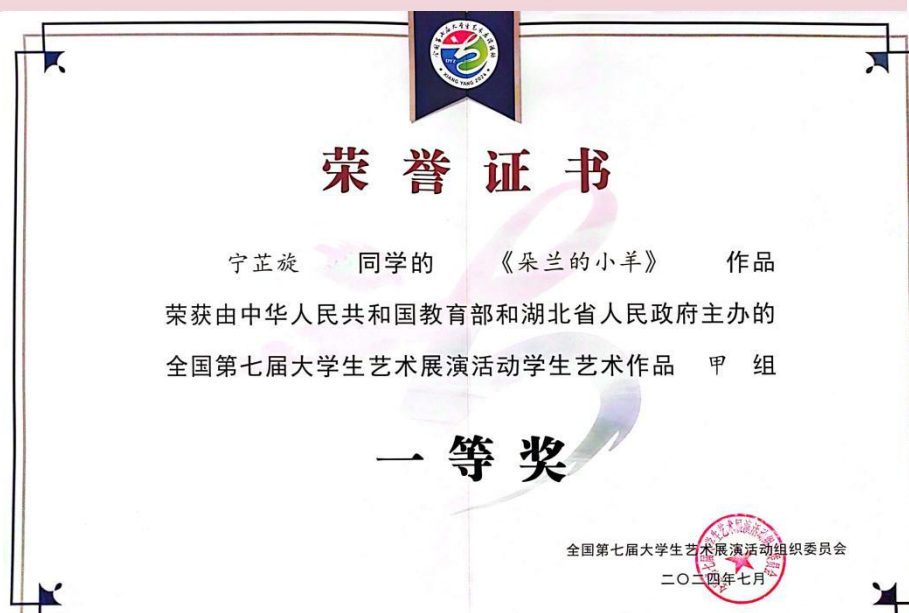 XIANG YANG 2024
荣誉证书
宁芷旋 同学的 《朵兰的小羊》 作品
荣获由中华人民共和国教育部和湖北省人民政府主办的
全国第七届大学生艺术展演活动学生艺术作品 甲 组
一等奖
全国第七届大学生艺术展演活动组织委员会
二〇二四年七月